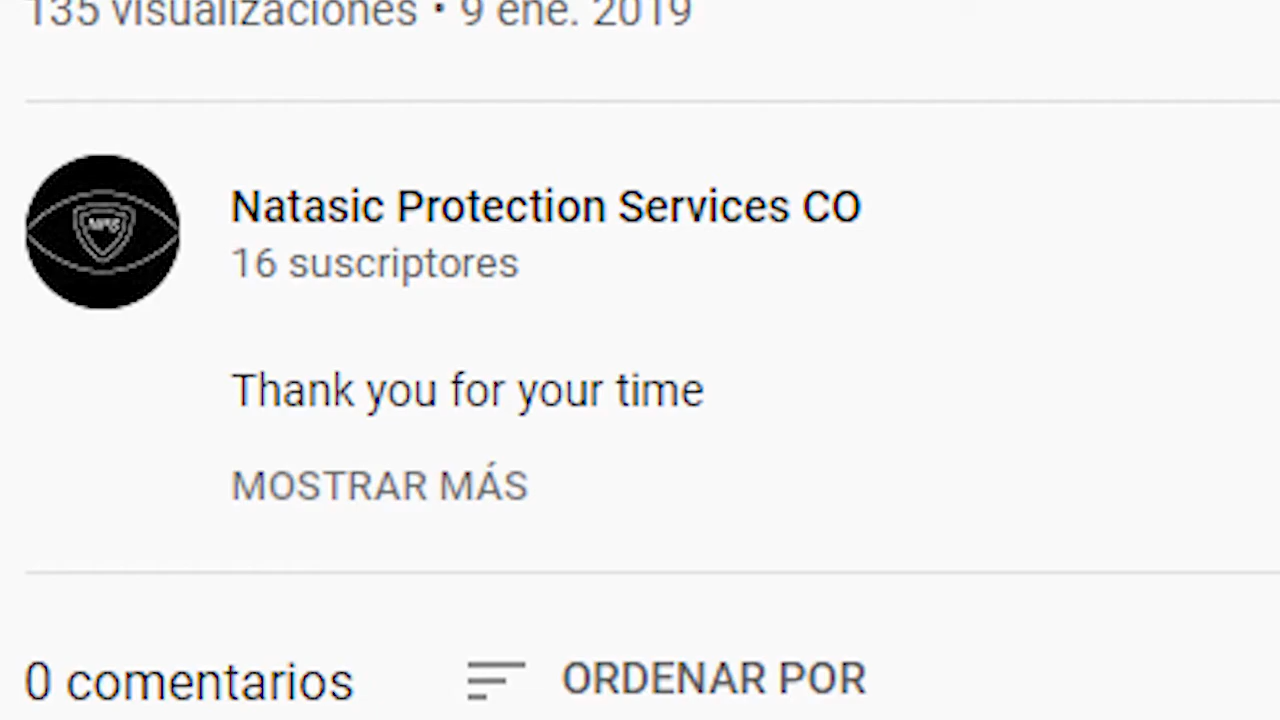 135 visualizaciones • 9 ene. 2019
Natasic Protection Services CO
16 suscriptores
Thank you for your time
MOSTRAR MÁS
0 comentarios
ORDENAR POR